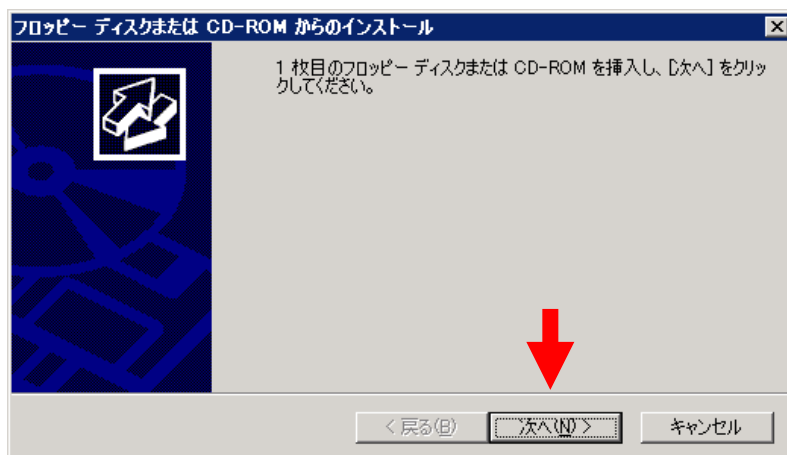 フロッピー ディスクまたは CD-ROM からのインストール
1 枚目のフロッピー ディスクまたは CD-ROM を挿入し、[次へ] をクリッ
クしてください。
< 戻る(B)
次へ(N) >
キャンセル